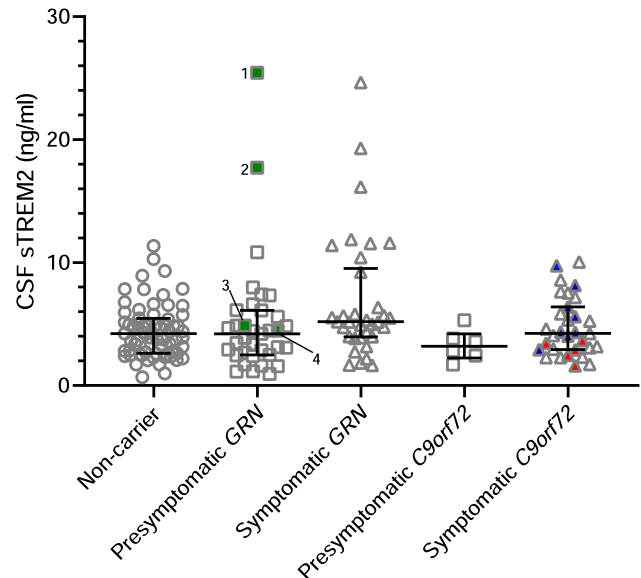 CSF sTREM2 (ng/ml)
30
20
10
0
1
2
3
4
Non-carrier
Presymptomatic GRN
Symptomatic GRN
Presymptomatic C9orf72
Symptomatic C9orf72